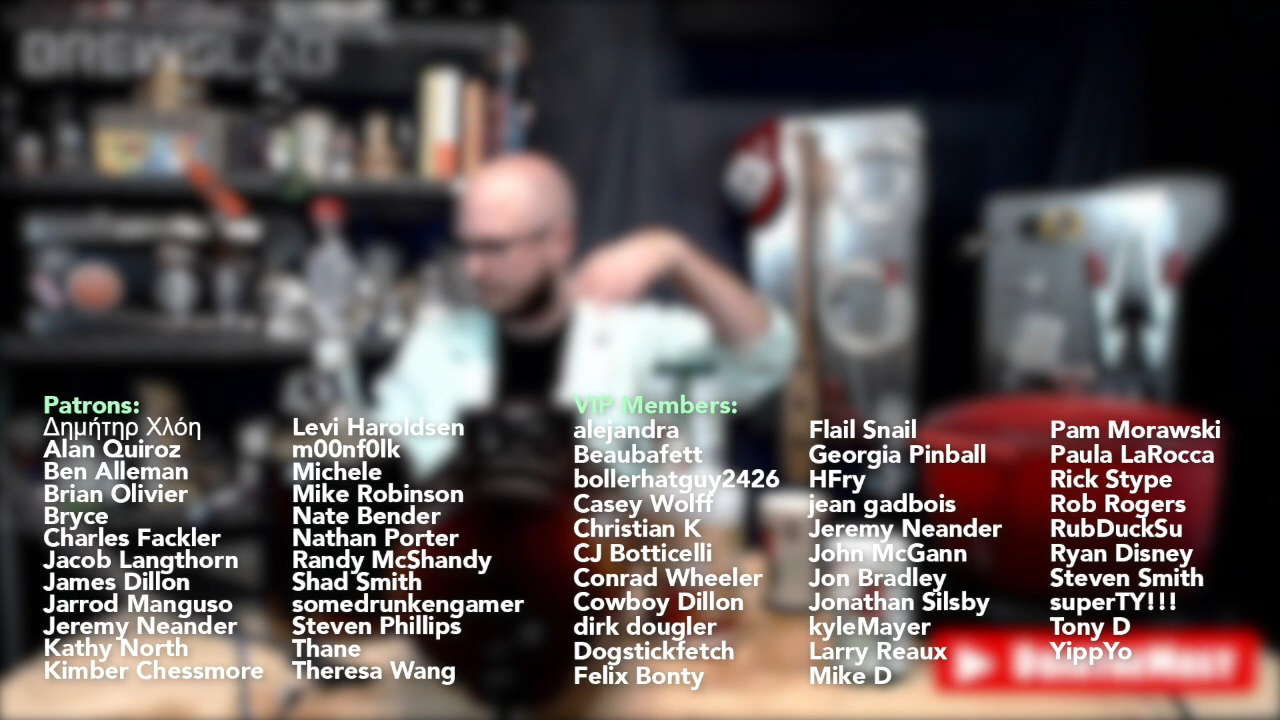 DREWSLAB
Patrons:
Δημήτηρ Χλόη
Alan Quiroz
Ben Alleman
Brian Olivier
Bryce
Charles Fackler
Jacob Langthorn
James Dillon
Jarrod Manguso
Jeremy Neander
Kathy North
Kimber Chessmore
Levi Haroldsen
m00nf0lk
Michele
Mike Robinson
Nate Bender
Nathan Porter
Randy McShandy
Shad Smith
somedrunkengamer
Steven Phillips
Thane
Theresa Wang
VIP Members:
alejandra
Beaubafett
bollerhatguy2426
Casey Wolff
Christian K
CJ Botticelli
Conrad Wheeler
Cowboy Dillon
dirk dougler
Dogstickfetch
Felix Bonty
Flail Snail
Georgia Pinball
HFry
jean gadbois
Jeremy Neander
John McGann
Jon Bradley
Jonathan Silsby
kyleMayer
Larry Reaux
Mike D
Pam Morawski
Paula LaRocca
Rick Stype
Rob Rogers
RubDuckSu
Ryan Disney
Steven Smith
superTY!!!
Tony D
YippYo